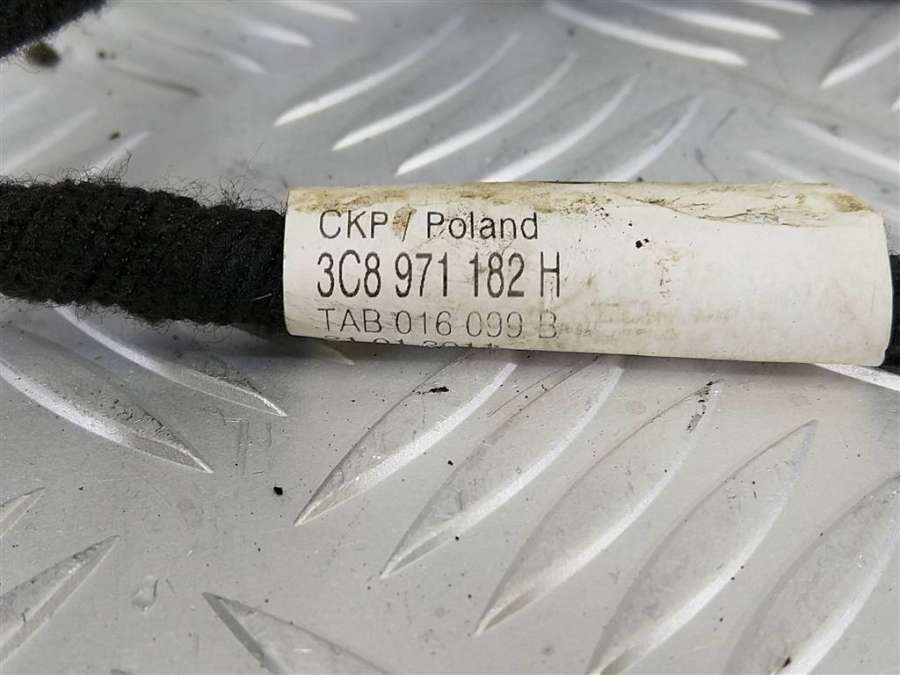 CKP / Poland
3C8 971 182 H
TAB 016 099 B